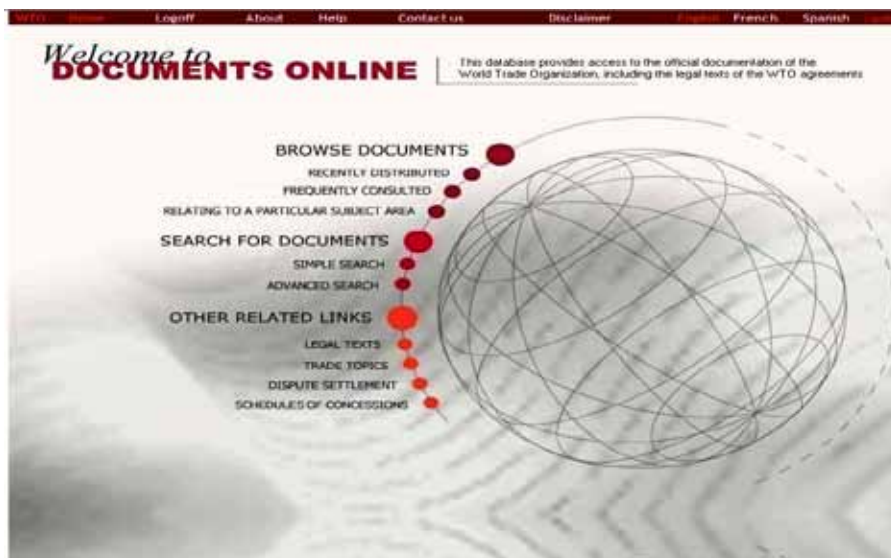 WTO Home Logoff About Help Contact us Disclaimer English French Spanish
Welcome to
DOCUMENTS ONLINE
This database provides access to the official documentation of the
World Trade Organization, including the legal texts of the WTO agreements
BROWSE DOCUMENTS
RECENTLY DISTRIBUTED
FREQUENTLY CONSULTED
RELATING TO A PARTICULAR SUBJECT AREA
SEARCH FOR DOCUMENTS
SIMPLE SEARCH
ADVANCED SEARCH
OTHER RELATED LINKS
LEGAL TEXTS
TRADE TOPICS
DISPUTE SETTLEMENT
SCHEDULES OF CONCESSIONS